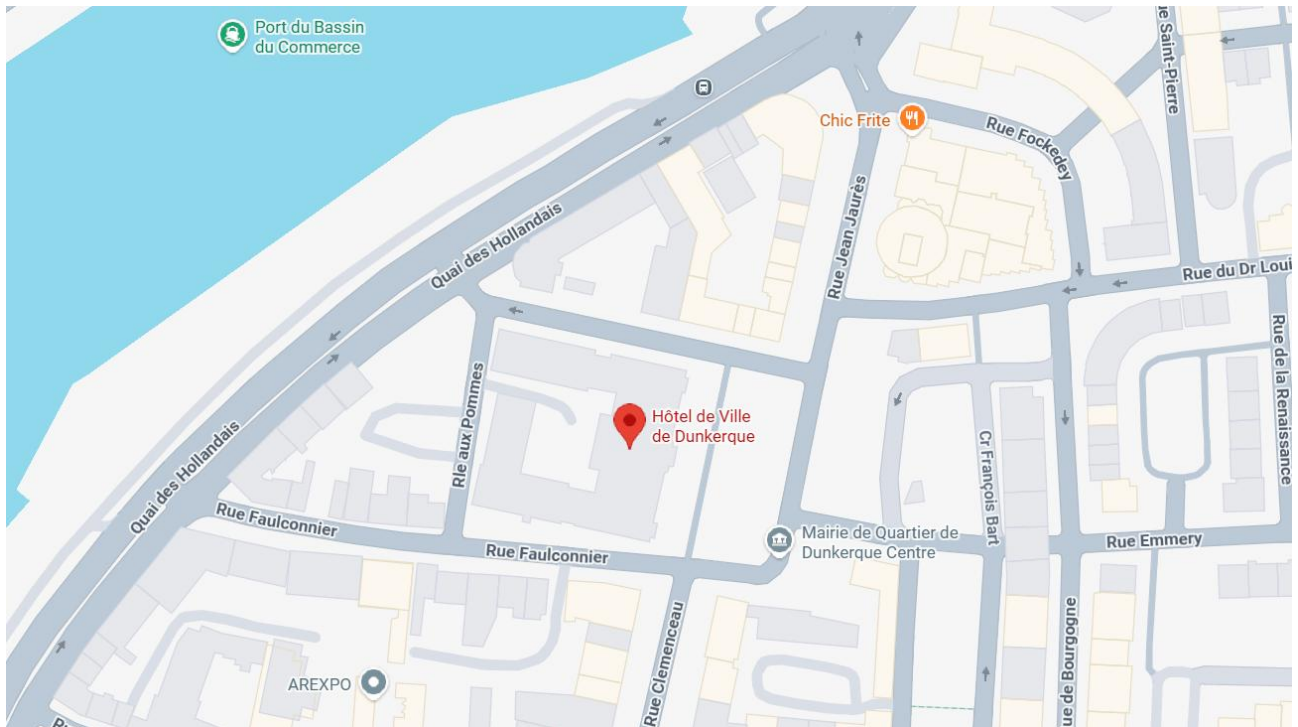 Port du Bassin
du Commerce
Rue Saint-Pierre
Chic Frite
Rue Fockedey
Quai des Hollandais
Rue Jean Jaurès
Rue du Dr Loui
Rue de la Renaissance
Rle aux Pommes
Hôtel de Ville
de Dunkerque
Quai des Hollandais
Cr François Bart
Rue Faulconnier
Rue Faulconnier
Mairie de Quartier de
Dunkerque Centre
Rue Emmery
Rue Clemenceau
ue de Bourgogne
AREXPO